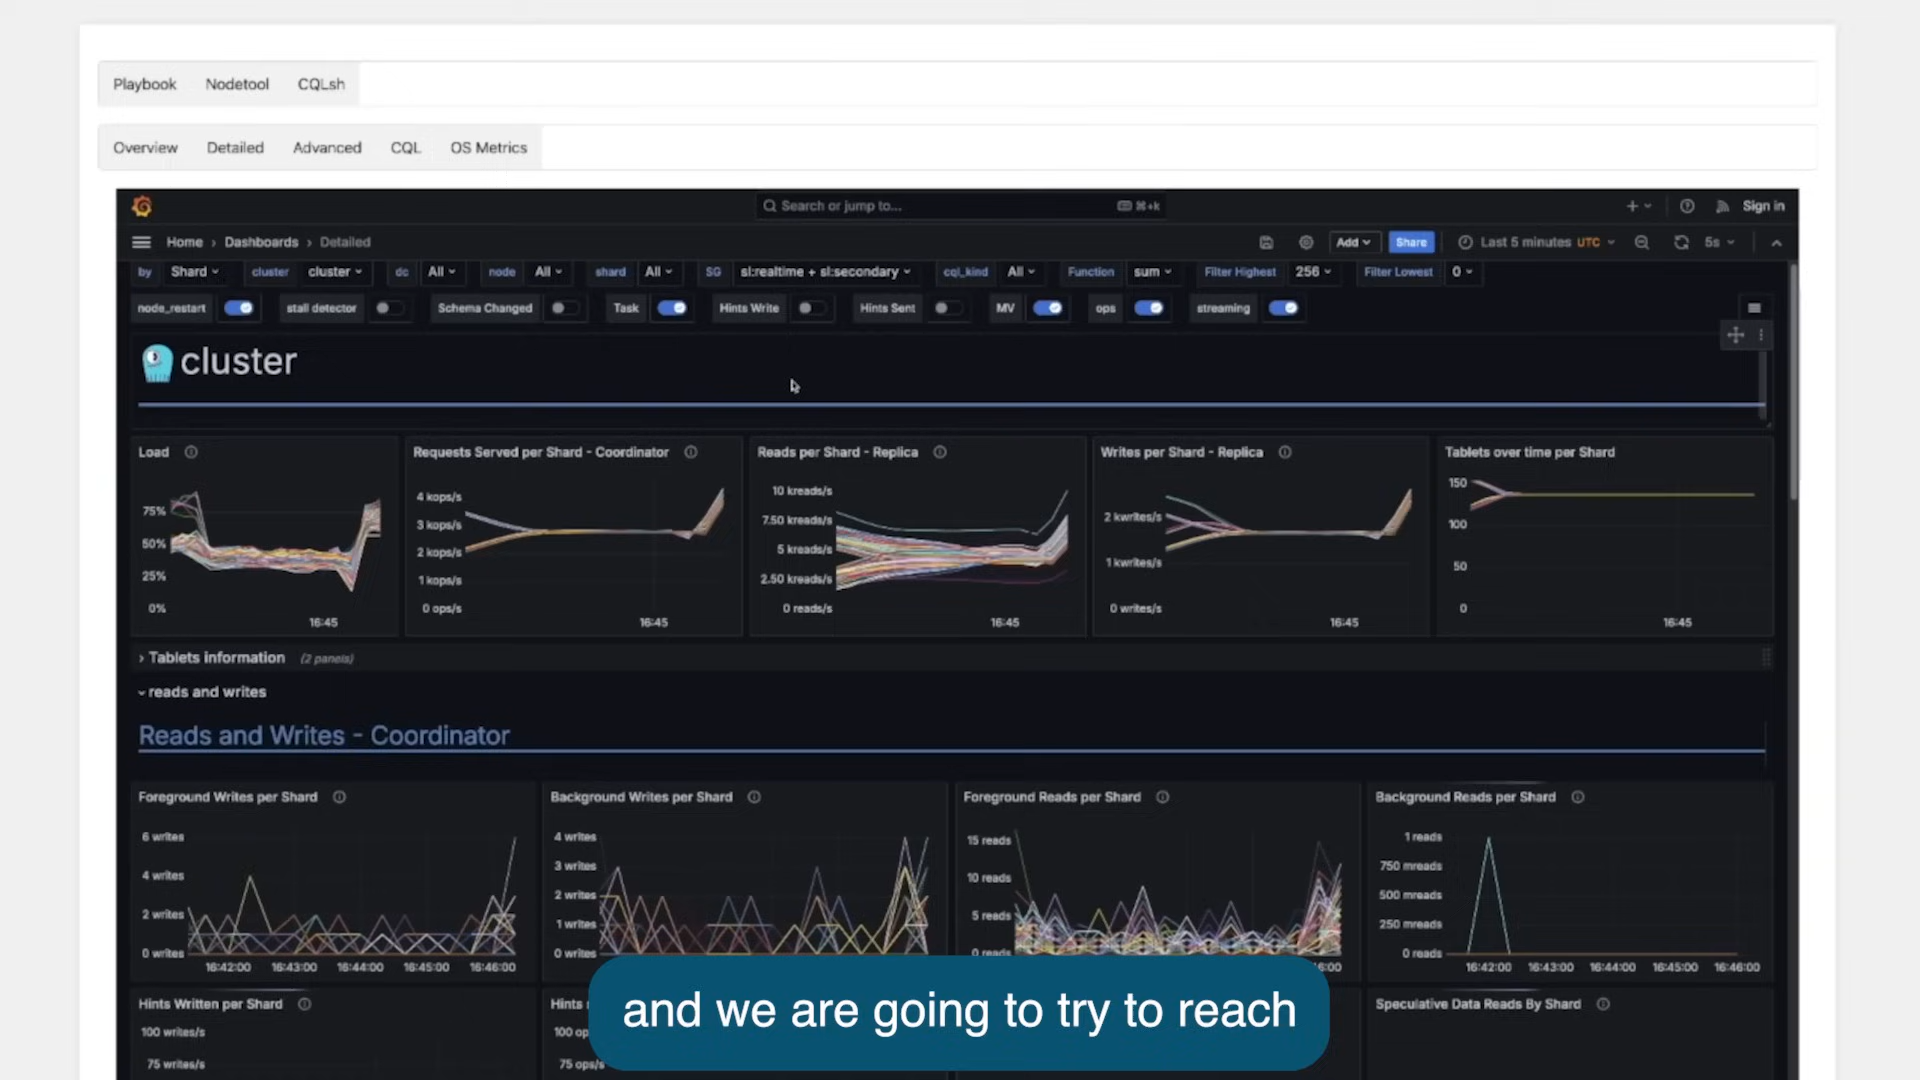 Playbook Nodetool CQLsh
Overview Detailed Advanced CQL OS Metrics
Search or jump to... ⌘+k + Sign in
Home › Dashboards › Detailed Add Share Last 5 minutes UTC 5s
by Shard cluster cluster dc All node All shard All SG sl:realtime + sl:secondary cql_kind All Function sum Filter Highest 256 Filter Lowest 0
node_restart stall detector Schema Changed Task Hints Write Hints Sent MV ops streaming
cluster
Load
75%
50%
25%
0%
16:45
Requests Served per Shard - Coordinator
4 kops/s
3 kops/s
2 kops/s
1 kops/s
0 ops/s
16:45
Reads per Shard - Replica
10 kreads/s
7.50 kreads/s
5 kreads/s
2.50 kreads/s
0 reads/s
16:45
Writes per Shard - Replica
2 kwrites/s
1 kwrites/s
0 writes/s
16:45
Tablets over time per Shard
150
100
50
0
16:45
› Tablets information (2 panels)
reads and writes
Reads and Writes - Coordinator
Foreground Writes per Shard
6 writes
4 writes
2 writes
0 writes
16:42:00 16:43:00 16:44:00 16:45:00 16:46:00
Background Writes per Shard
4 writes
3 writes
2 writes
1 writes
0 writes
Foreground Reads per Shard
15 reads
10 reads
5 reads
0 reads
6:00
Background Reads per Shard
1 reads
750 mreads
500 mreads
250 mreads
0 reads
16:42:00 16:43:00 16:44:00 16:45:00 16:46:00
Hints Written per Shard
100 writes/s
75 writes/s
Hints
100 op
75 ops/s
Speculative Data Reads By Shard
and we are going to try to reach